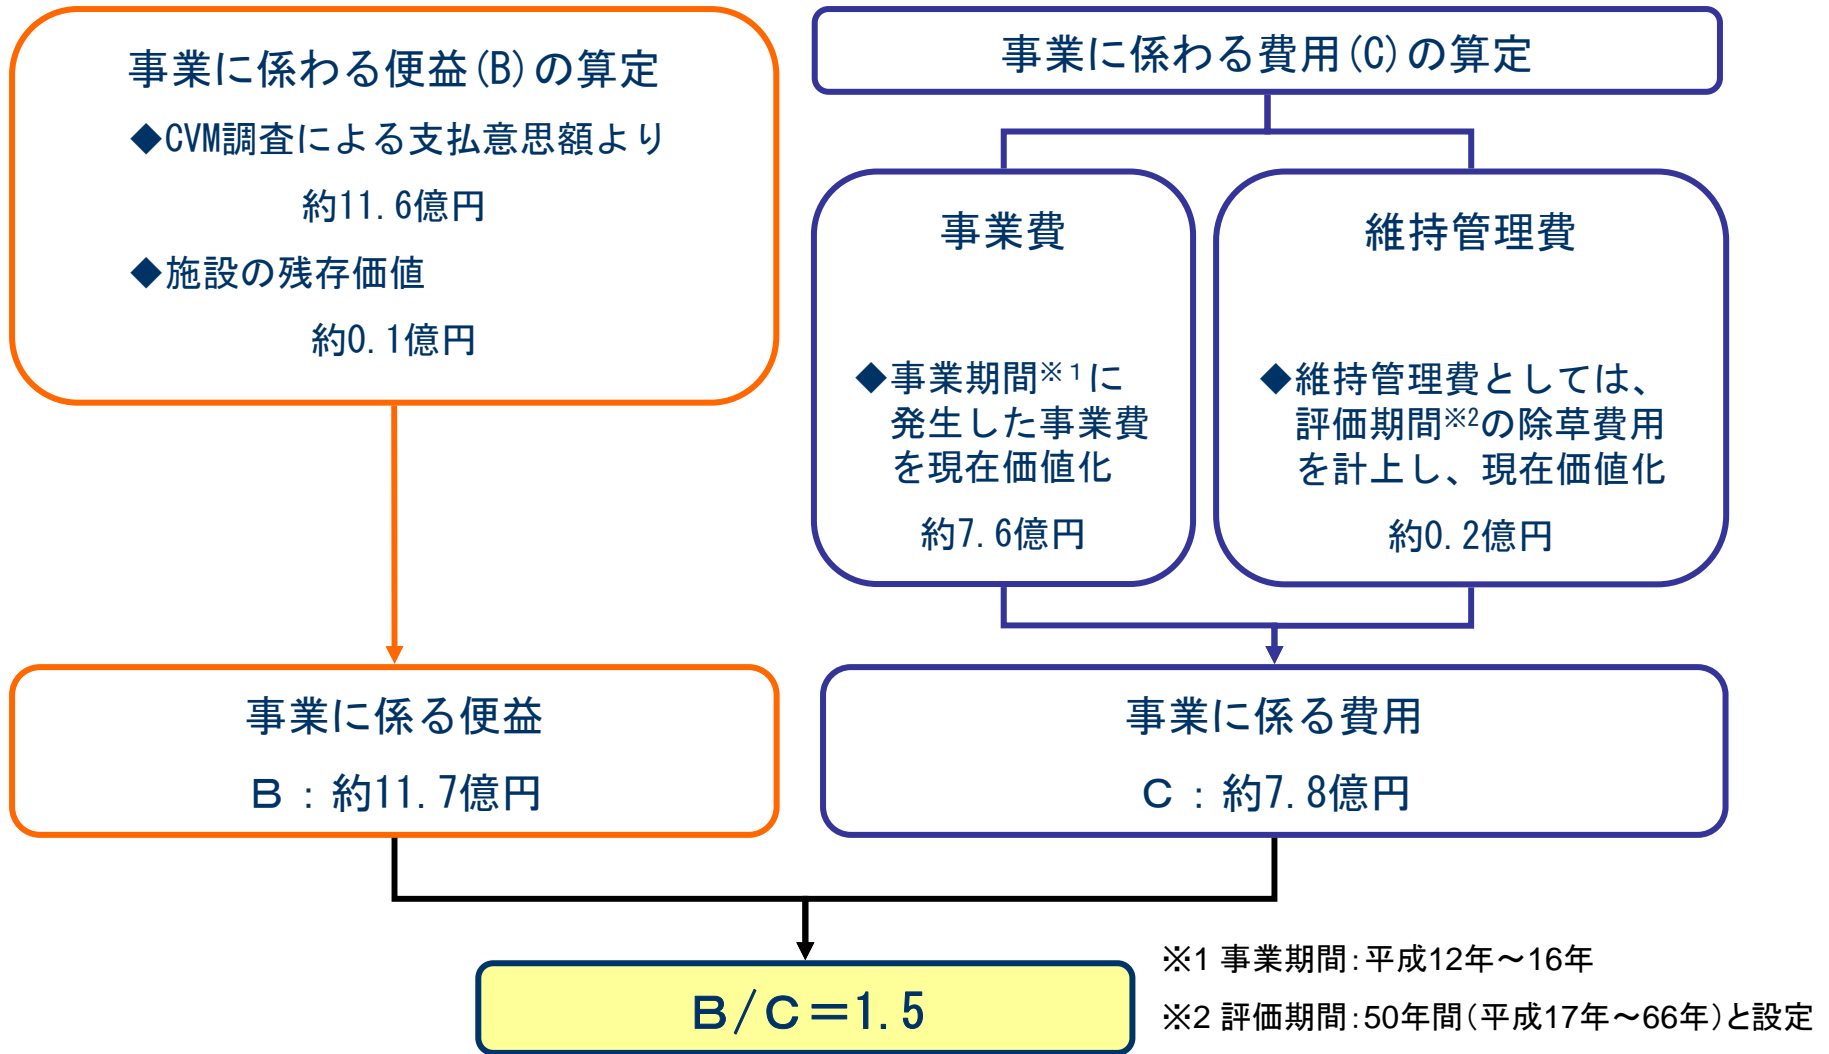 事業に係わる便益(B)の算定
◆CVM調査による支払意思額より
約11.6億円
◆施設の残存価値
約0.1億円
事業に係わる費用(C)の算定
事業費
◆事業期間※1に
発生した事業費
を現在価値化
約7.6億円
維持管理費
◆維持管理費としては、
評価期間※2の除草費用
を計上し、現在価値化
約0.2億円
事業に係る便益
B：約11.7億円
事業に係る費用
C：約7.8億円
B/C＝1.5
※1 事業期間：平成12年～16年
※2 評価期間：50年間（平成17年～66年）と設定